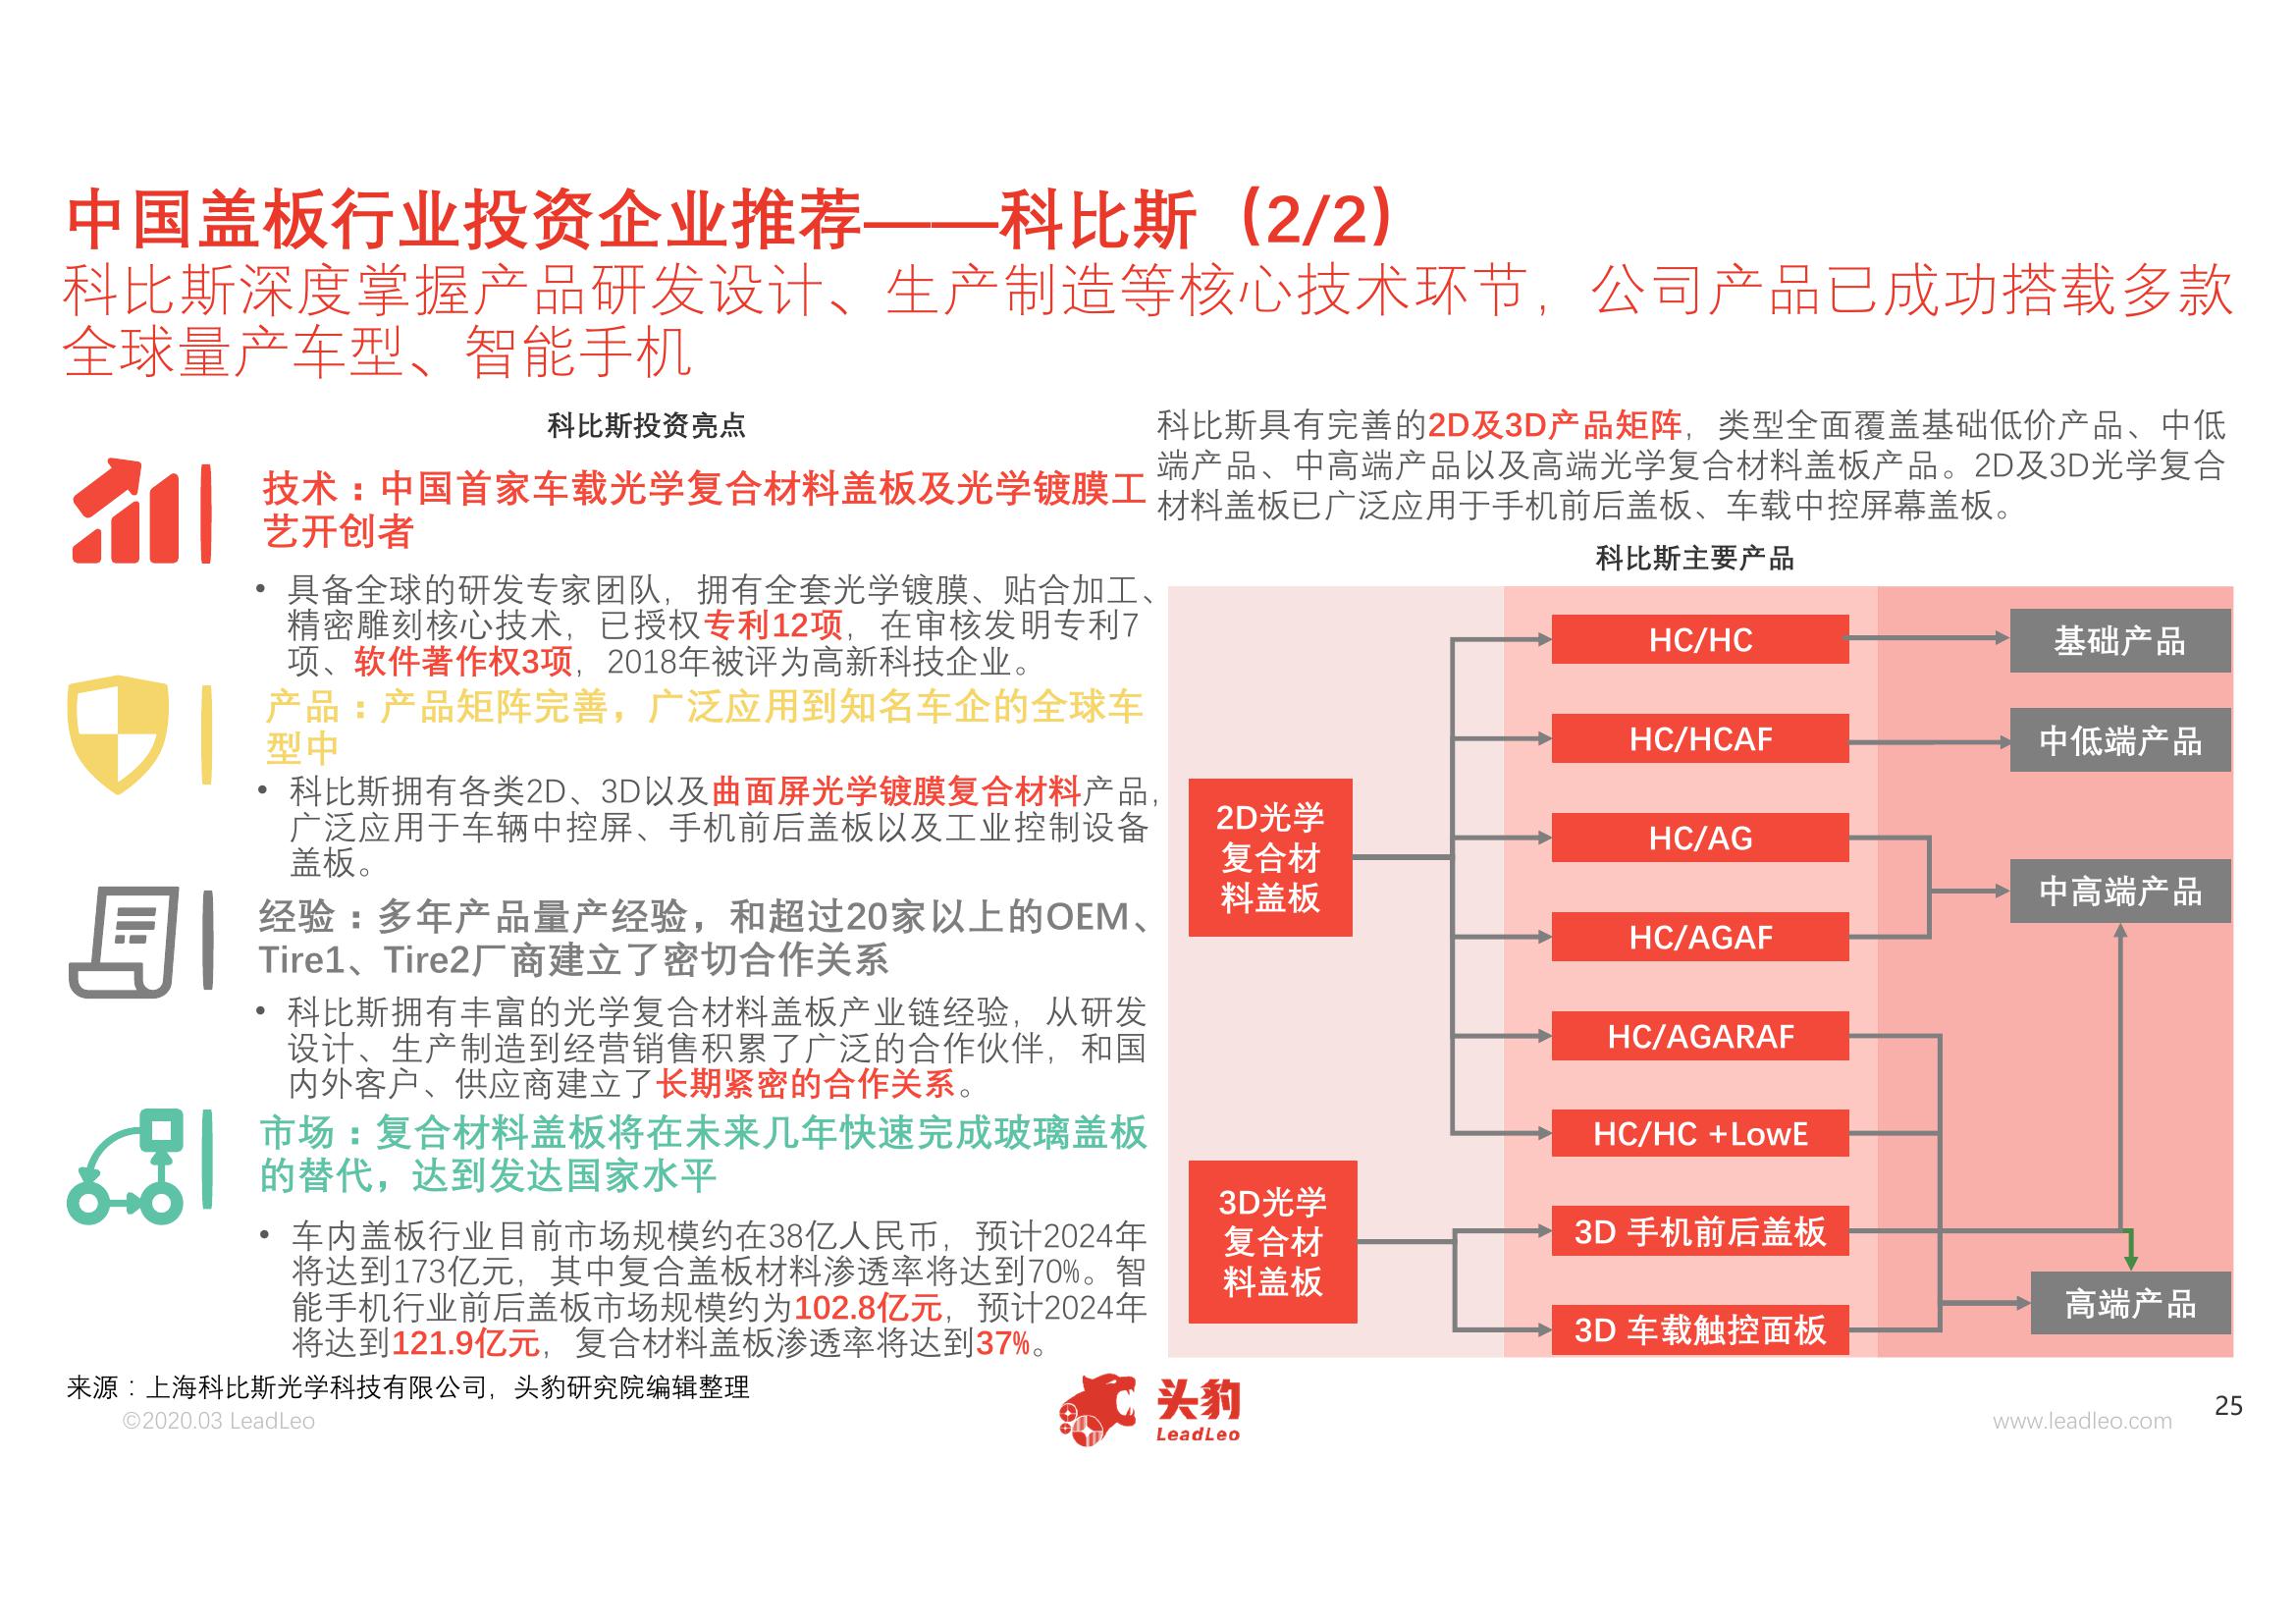 中国盖板行业投资企业推荐——科比斯（2/2）
科比斯深度掌握产品研发设计、生产制造等核心技术环节，公司产品已成功搭载多款
全球量产车型、智能手机
科比斯投资亮点
技术：中国首家车载光学复合材料盖板及光学镀膜工
艺开创者
• 具备全球的研发专家团队，拥有全套光学镀膜、贴合加工、
精密雕刻核心技术，已授权专利12项，在审核发明专利7
项、软件著作权3项，2018年被评为高新科技企业。
产品：产品矩阵完善，广泛应用到知名车企的全球车
型中
• 科比斯拥有各类2D、3D以及曲面屏光学镀膜复合材料产品，
广泛应用于车辆中控屏、手机前后盖板以及工业控制设备
盖板。
经验：多年产品量产经验，和超过20家以上的OEM、
Tire1、Tire2厂商建立了密切合作关系
• 科比斯拥有丰富的光学复合材料盖板产业链经验，从研发
设计、生产制造到经营销售积累了广泛的合作伙伴，和国
内外客户、供应商建立了长期紧密的合作关系。
市场：复合材料盖板将在未来几年快速完成玻璃盖板
的替代，达到发达国家水平
• 车内盖板行业目前市场规模约在38亿人民币，预计2024年
将达到173亿元，其中复合盖板材料渗透率将达到70%。智
能手机行业前后盖板市场规模约为102.8亿元，预计2024年
将达到121.9亿元，复合材料盖板渗透率将达到37%。
科比斯具有完善的2D及3D产品矩阵，类型全面覆盖基础低价产品、中低
端产品、中高端产品以及高端光学复合材料盖板产品。2D及3D光学复合
材料盖板已广泛应用于手机前后盖板、车载中控屏幕盖板。
科比斯主要产品
2D光学
复合材
料盖板
3D光学
复合材
料盖板
HC/HC
HC/HCAF
HC/AG
HC/AGAF
HC/AGARAF
HC/HC +LowE
3D 手机前后盖板
3D 车载触控面板
基础产品
中低端产品
中高端产品
高端产品
来源：上海科比斯光学科技有限公司，头豹研究院编辑整理
©2020.03 LeadLeo
头豹
LeadLeo
www.leadleo.com
25